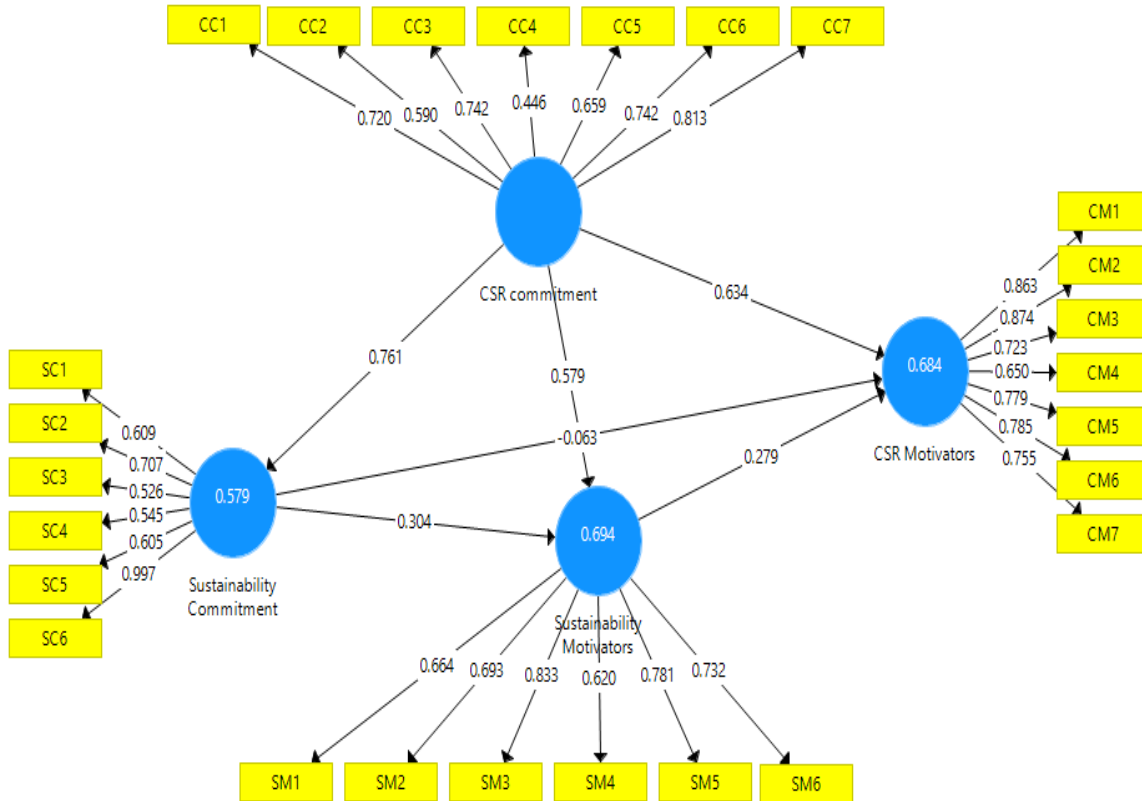 CC1 CC2 CC3 CC4 CC5 CC6 CC7
0.720 0.590 0.742 0.446 0.659 0.742 0.813
CSR commitment
CM1
CM2
CM3
CM4
CM5
CM6
CM7
0.863
0.874
0.723
0.650
0.779
0.785
0.755
0.684
CSR Motivators
0.634
0.761
0.579
-0.063
0.279
0.304
SC1
SC2
SC3
SC4
SC5
SC6
0.609
0.707
0.526
0.545
0.605
0.997
0.579
Sustainability
Commitment
0.694
Sustainability
Motivators
0.664 0.693 0.833 0.620 0.781 0.732
SM1 SM2 SM3 SM4 SM5 SM6